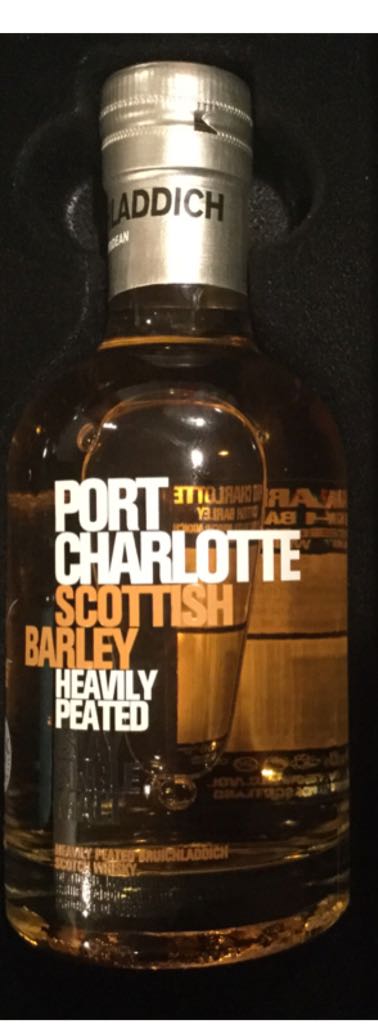 LADDICH
PORT
CHARLOTTE
SCOTTISH
BARLEY
HEAVILY
PEATED
HEAVILY PEATED BRUICHLADDICH
SCOTCH WHISKY